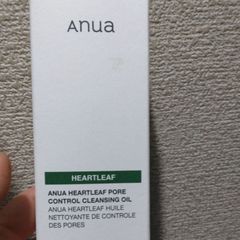 Anua
HEARTLEAF
ANUA HEARTLEAF PORE
CONTROL CLEANSING OIL
ANUA HEARTLEAF HUILE
NETTOYANTE DE CONTROLE
DES PORES